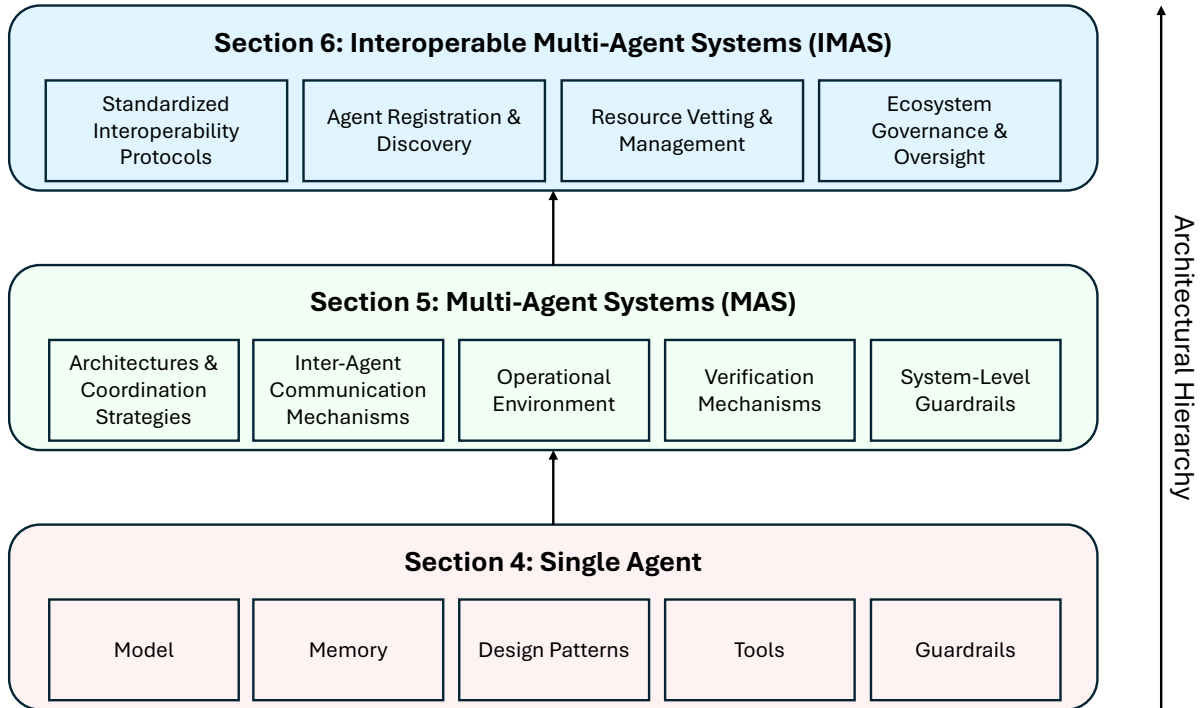 Section 6: Interoperable Multi-Agent Systems (IMAS)
Standardized
Interoperability
Protocols
Agent Registration &
Discovery
Resource Vetting &
Management
Ecosystem
Governance &
Oversight
Section 5: Multi-Agent Systems (MAS)
Architectures &
Coordination
Strategies
Inter-Agent
Communication
Mechanisms
Operational
Environment
Verification
Mechanisms
System-Level
Guardrails
Section 4: Single Agent
Model
Memory
Design Patterns
Tools
Guardrails
Architectural Hierarchy